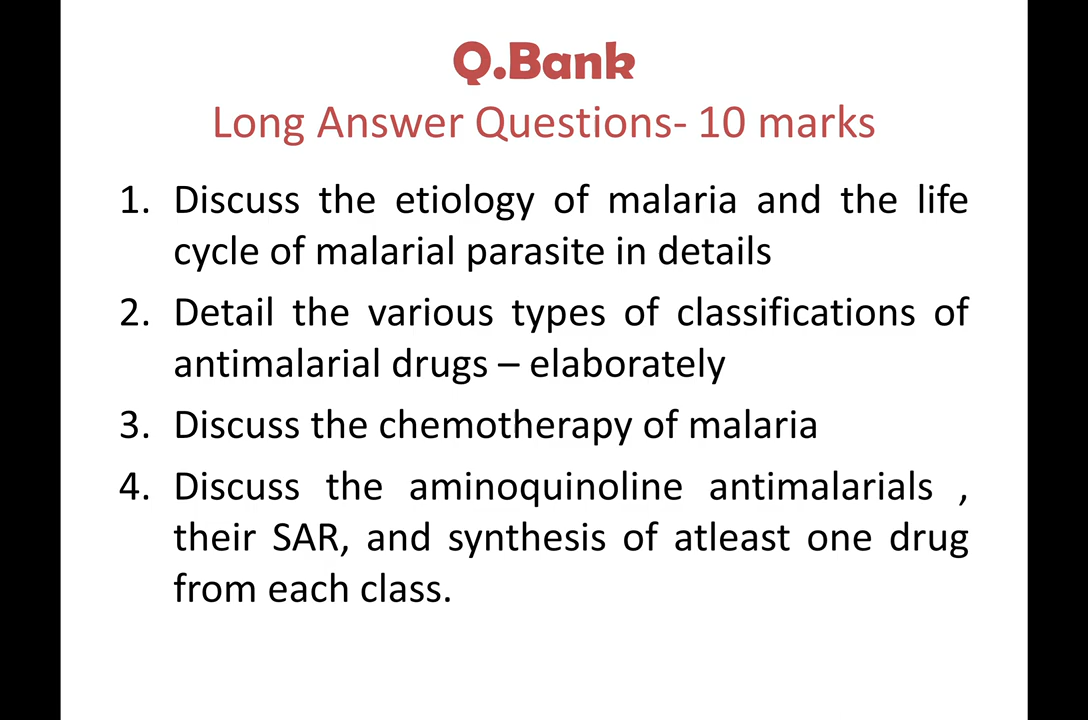 Q.Bank
Long Answer Questions- 10 marks
1. Discuss the etiology of malaria and the life
cycle of malarial parasite in details
2. Detail the various types of classifications of
antimalarial drugs – elaborately
3. Discuss the chemotherapy of malaria
4. Discuss the aminoquinoline antimalarials ,
their SAR, and synthesis of atleast one drug
from each class.